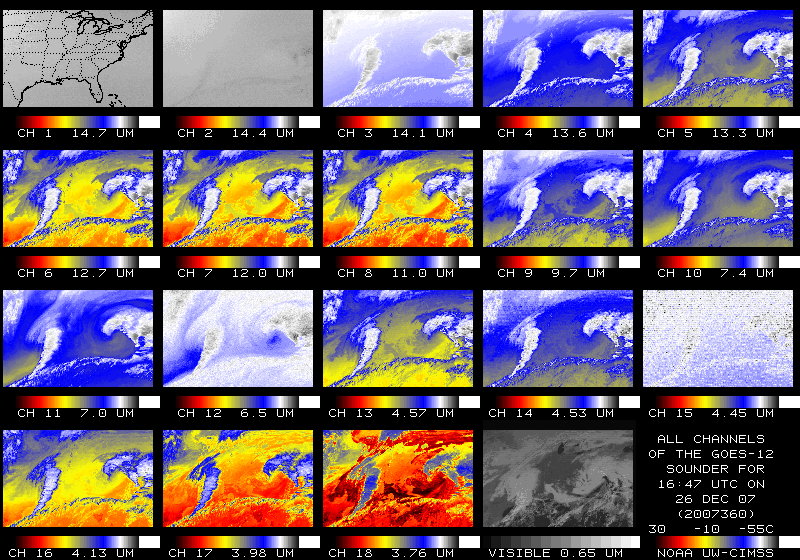 CH 1 14.7 UM
CH 2 14.4 UM
CH 3 14.1 UM
CH 4 13.6 UM
CH 5 13.3 UM
CH 6 12.7 UM
CH 7 12.0 UM
CH 8 11.0 UM
CH 9 9.7 UM
CH 10 7.4 UM
CH 11 7.0 UM
CH 12 6.5 UM
CH 13 4.57 UM
CH 14 4.53 UM
CH 15 4.45 UM
ALL CHANNELS
OF THE GOES-12
SOUNDER FOR
16:47 UTC ON
26 DEC 07
(2007360)
30 -10 -55C
CH 16 4.13 UM
CH 17 3.98 UM
CH 18 3.76 UM
VISIBLE 0.65 UM
NOAA UW-CIMSS